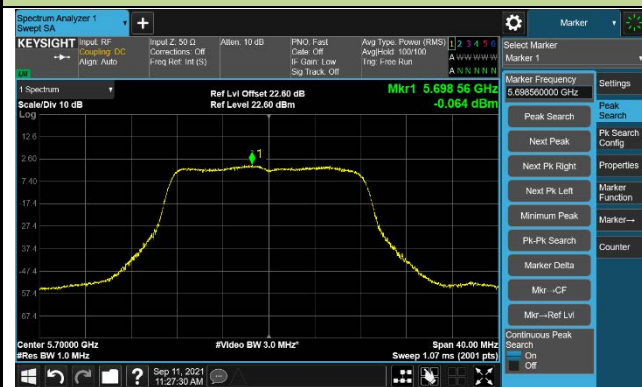 Spectrum Analyzer 1
Swept SA
Marker
KEYSIGHT
Input: RF
Coupling: DC
Align: Auto
Input Z: 50 Ω
Corrections: Off
Freq Ref: Int (S)
Atten: 10 dB
PNO: Fast
Gate: Off
IF Gain: Low
Sig Track: Off
Avg Type: Power (RMS)
Avg|Hold: 100/100
Trig: Free Run
1 2 3 4 5 6
A W W W W W
A N N N N N
Select Marker
Marker 1
1 Spectrum
Scale/Div 10 dB
Log
Ref Lvl Offset 22.60 dB
Ref Level 22.60 dBm
Mkr1 5.698 56 GHz
-0.064 dBm
12.6
2.60
-7.40
-17.4
-27.4
-37.4
-47.4
-57.4
-67.4
1
Center 5.70000 GHz
#Res BW 1.0 MHz
#Video BW 3.0 MHz*
Span 40.00 MHz
Sweep 1.07 ms (2001 pts)
Marker Frequency
5.698560000 GHz
Peak Search
Next Peak
Next Pk Right
Next Pk Left
Minimum Peak
Pk-Pk Search
Marker Delta
Mkr→CF
Mkr→Ref Lvl
Continuous Peak
Search
On
Off
Settings
Peak
Search
Pk Search
Config
Properties
Marker
Function
Marker→
Counter
Sep 11, 2021
11:27:30 AM